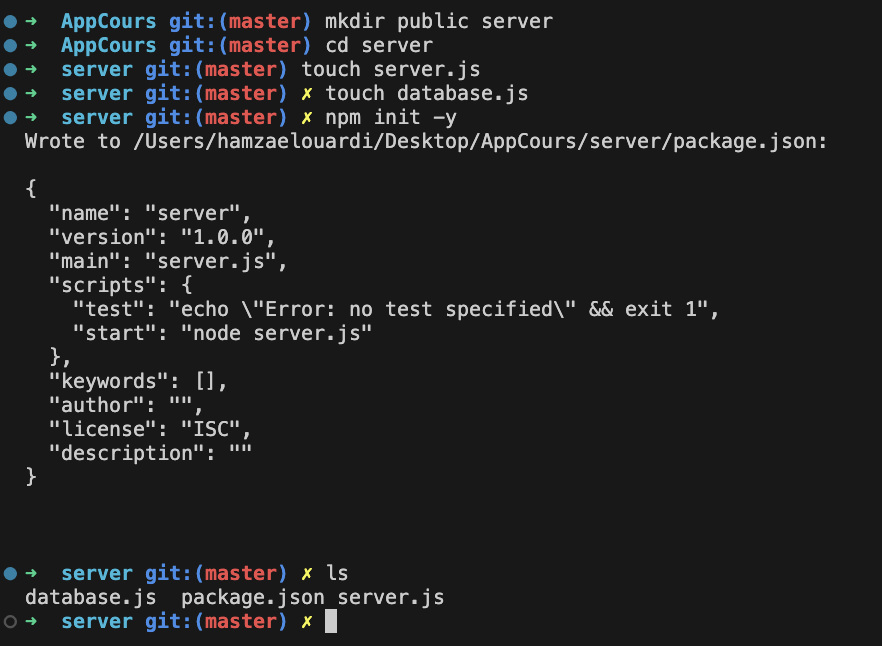 ➜ AppCours git:(master) mkdir public server
➜ AppCours git:(master) cd server
➜ server git:(master) touch server.js
➜ server git:(master) ✗ touch database.js
➜ server git:(master) ✗ npm init -y
Wrote to /Users/hamzaelouardi/Desktop/AppCours/server/package.json:
{
  "name": "server",
  "version": "1.0.0",
  "main": "server.js",
  "scripts": {
    "test": "echo \"Error: no test specified\" && exit 1",
    "start": "node server.js"
  },
  "keywords": [],
  "author": "",
  "license": "ISC",
  "description": ""
}
➜ server git:(master) ✗ ls
database.js  package.json server.js
➜ server git:(master) ✗